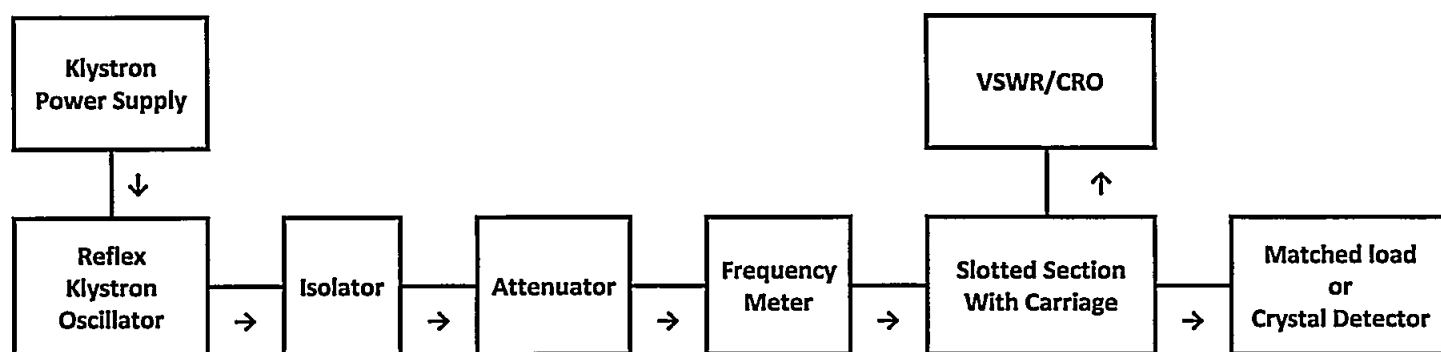 Klystron
Power Supply
VSWR/CRO
Reflex
Klystron
Oscillator
Isolator
Attenuator
Frequency
Meter
Slotted Section
With Carriage
Matched load
or
Crystal Detector